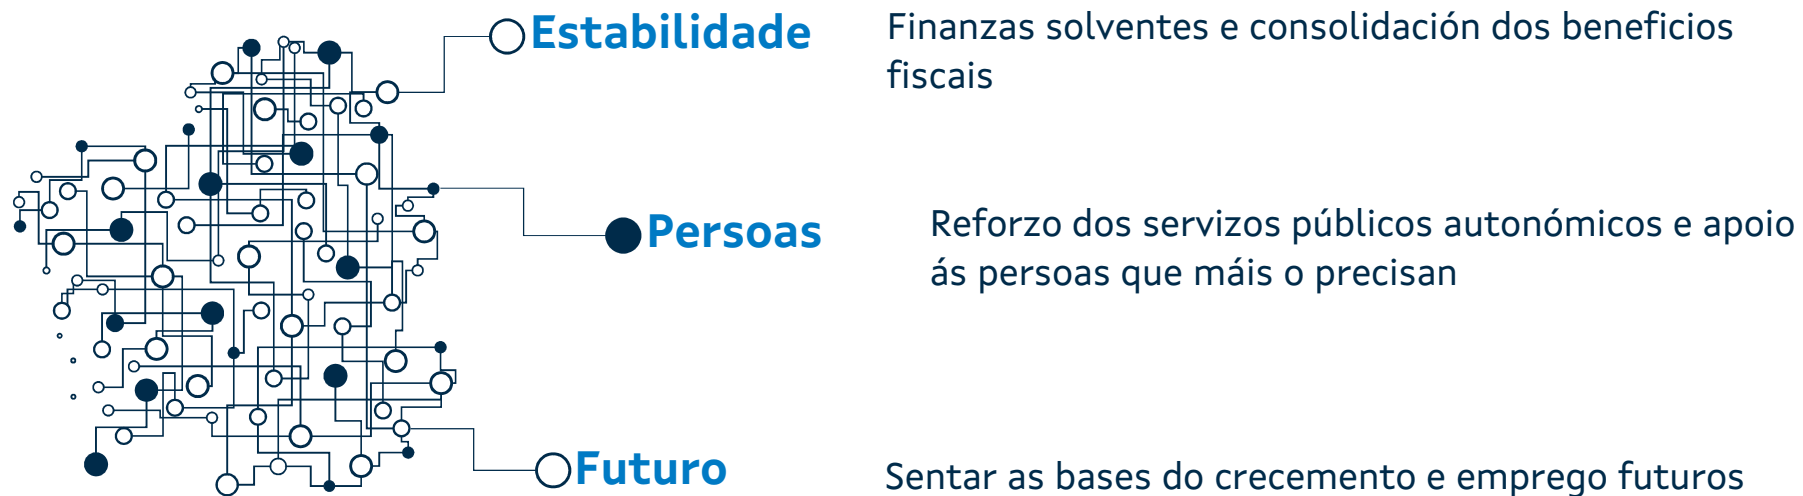 Estabilidade
Finanzas solventes e consolidación dos beneficios
fiscais
Persoas
Reforzo dos servizos públicos autonómicos e apoio
ás persoas que máis o precisan
Futuro
Sentar as bases do crecemento e emprego futuros